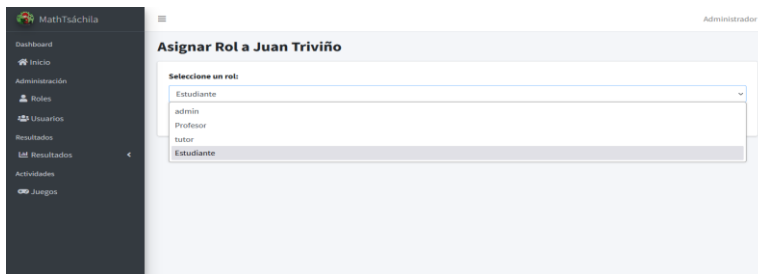 MathTsáchila
Administrador
Dashboard
Inicio
Administración
Roles
Usuarios
Resultados
Resultados
Actividades
Juegos
Asignar Rol a Juan Triviño
Seleccione un rol:
Estudiante
admin
Profesor
tutor
Estudiante